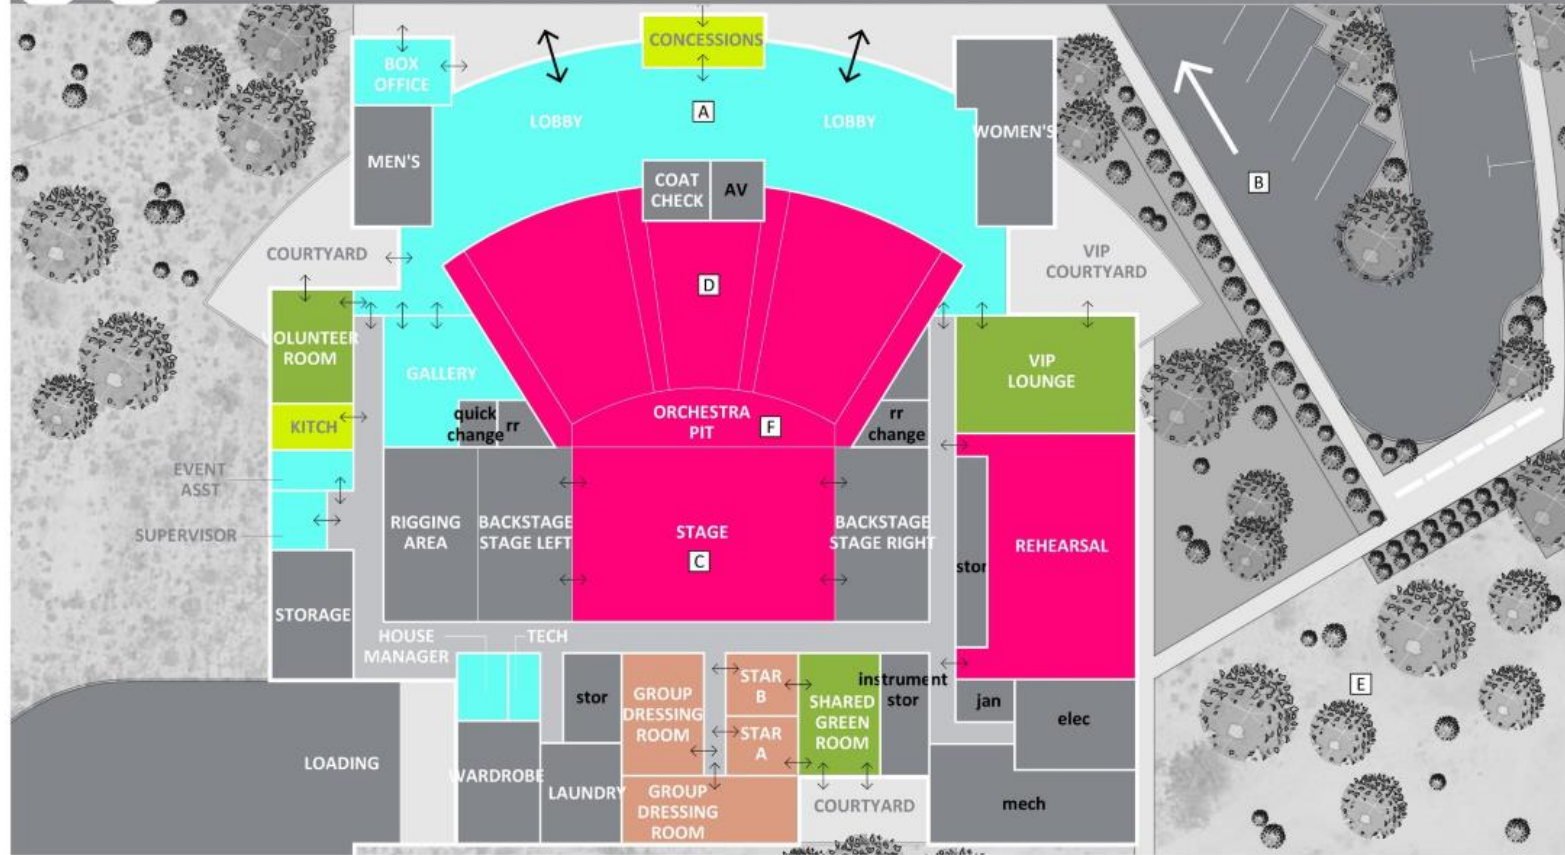 CONCESSIONS
BOX
OFFICE
LOBBY
A
LOBBY
MEN'S
WOMEN'S
COAT
CHECK
AV
B
COURTYARD
VIP
COURTYARD
D
VOLUNTEER
ROOM
GALLERY
VIP
LOUNGE
quick
change
rr
ORCHESTRA
PIT
F
rr
change
KITCH
EVENT
ASST
SUPERVISOR
RIGGING
AREA
BACKSTAGE
STAGE LEFT
STAGE
C
BACKSTAGE
STAGE RIGHT
stor
REHEARSAL
STORAGE
HOUSE
MANAGER
TECH
stor
GROUP
DRESSING
ROOM
STAR
B
STAR
A
SHARED
GREEN
ROOM
instrument
stor
jan
elec
E
LOADING
WARDROBE
LAUNDRY
GROUP
DRESSING
ROOM
COURTYARD
mech